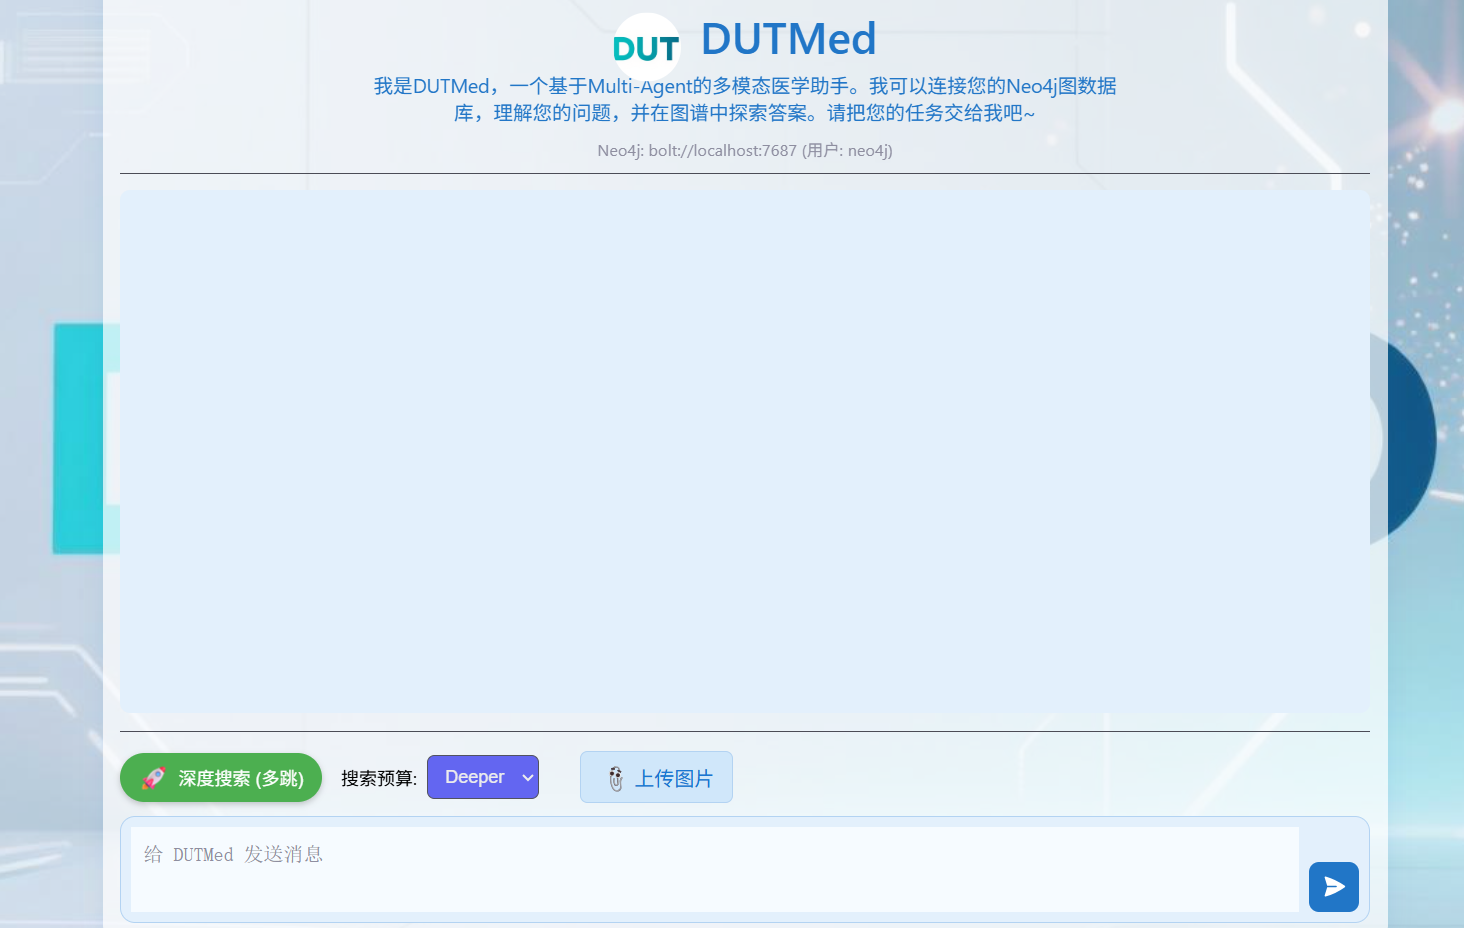 DUT DUTMed
我是DUTMed，一个基于Multi-Agent的多模态医学助手。我可以连接您的Neo4j图数据
库，理解您的问题，并在图谱中探索答案。请把您的任务交给我吧~
Neo4j: bolt://localhost:7687 (用户: neo4j)
深度搜索 (多跳) 搜索预算: Deeper 上传图片
给 DUTMed 发送消息